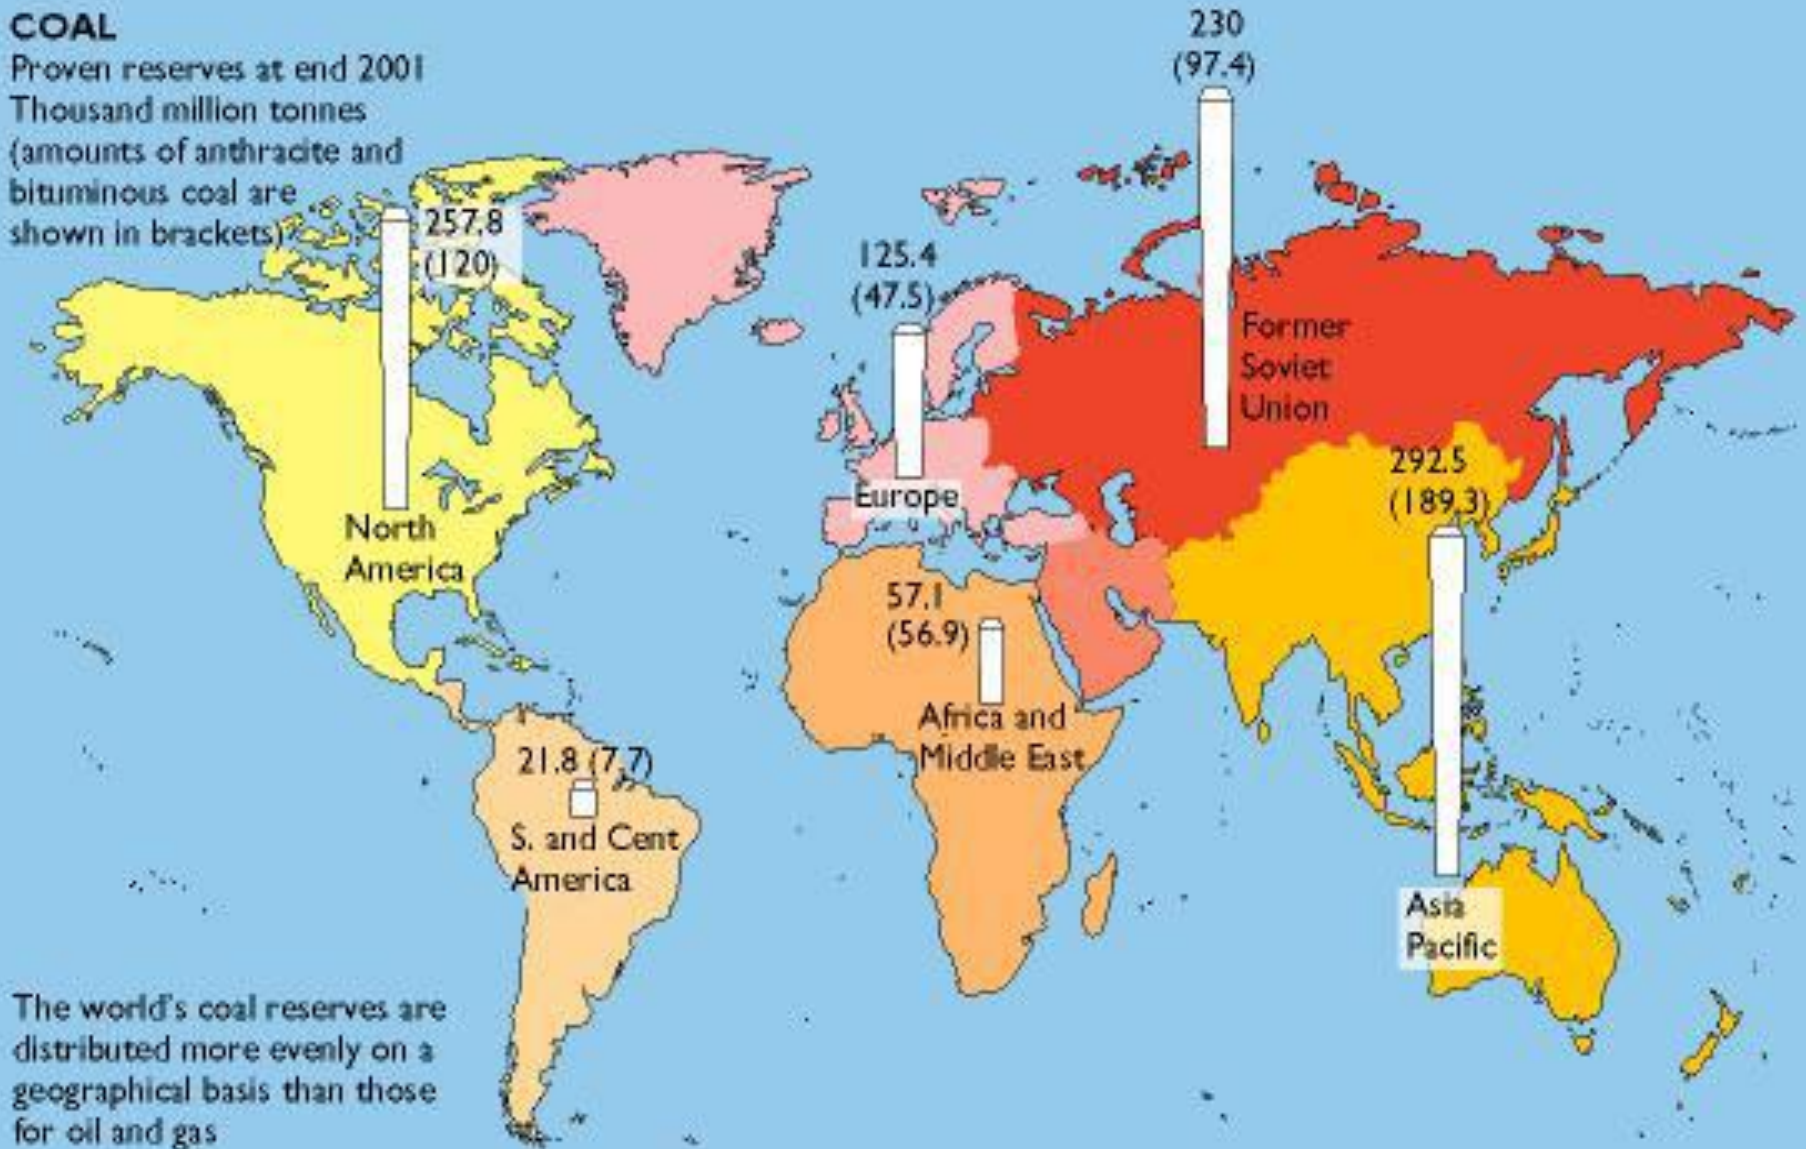 COAL
Proven reserves at end 2001
Thousand million tonnes
(amounts of anthracite and
bituminous coal are
shown in brackets)
257.8
(120)
North
America
230
(97.4)
Former
Soviet
Union
125.4
(47.5)
Europe
292.5
(189.3)
Asia
Pacific
57.1
(56.9)
Africa and
Middle East
21.8 (7.7)
S. and Cent
America
The world's coal reserves are
distributed more evenly on a
geographical basis than those
for oil and gas